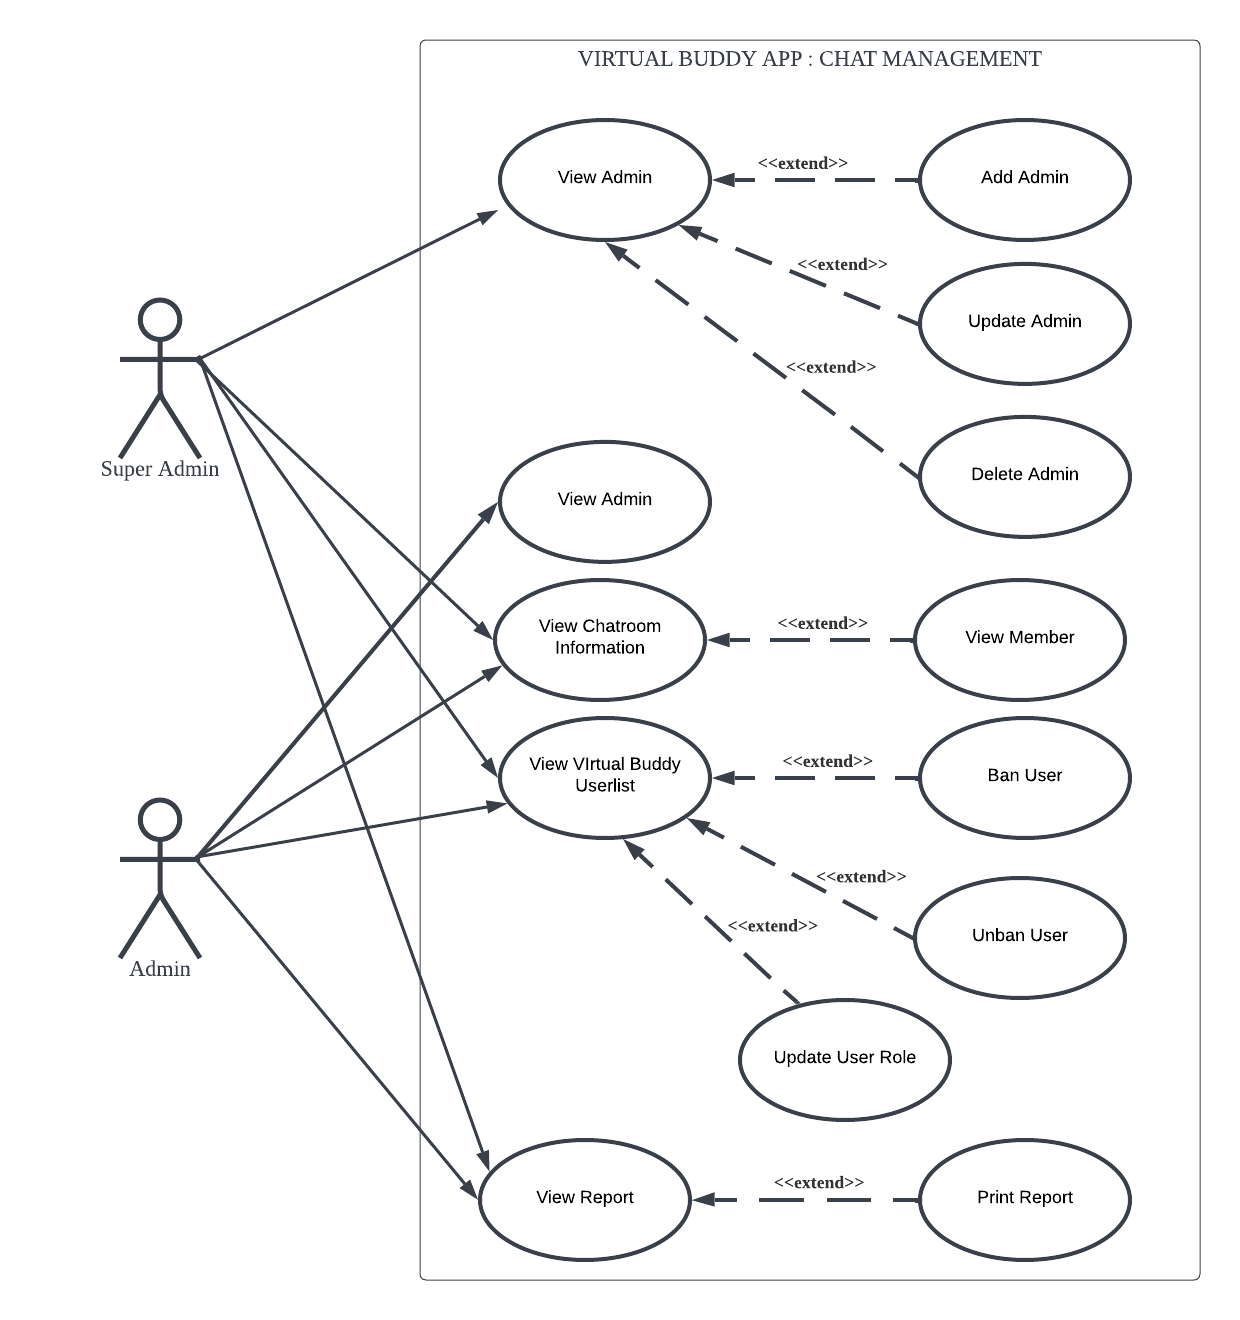 VIRTUAL BUDDY APP : CHAT MANAGEMENT
View Admin
<<extend>>
Add Admin
<<extend>>
Update Admin
<<extend>>
Delete Admin
Super Admin
View Admin
View Chatroom
Information
<<extend>>
View Member
View VIrtual Buddy
Userlist
<<extend>>
Ban User
<<extend>>
Unban User
<<extend>>
Update User Role
Admin
View Report
<<extend>>
Print Report